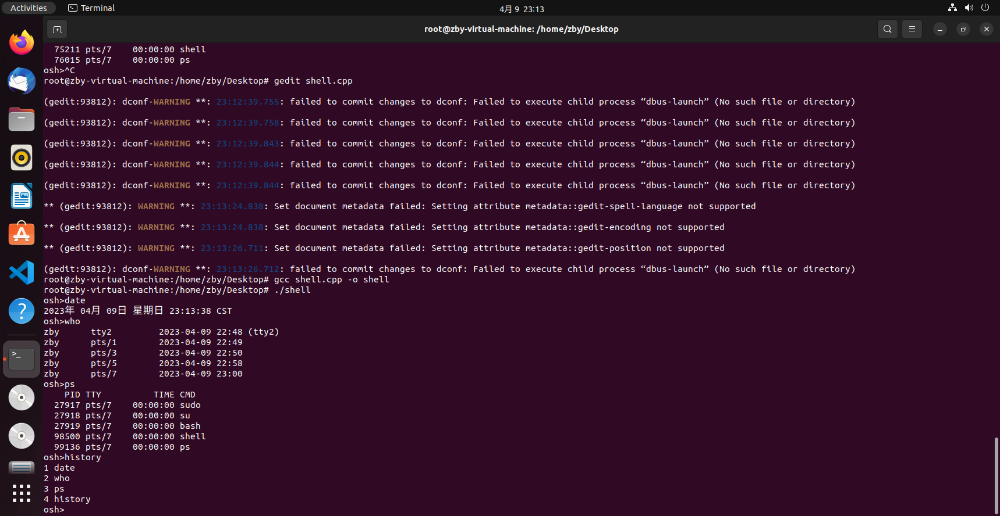 Activities
Terminal
4月 9 23:13
root@zby-virtual-machine: /home/zby/Desktop
75211 pts/7    00:00:00 shell
76015 pts/7    00:00:00 ps
osh>^C
root@zby-virtual-machine:/home/zby/Desktop# gedit shell.cpp
(gedit:93812): dconf-WARNING **: 23:12:39.755: failed to commit changes to dconf: Failed to execute child process “dbus-launch” (No such file or directory)
(gedit:93812): dconf-WARNING **: 23:12:39.758: failed to commit changes to dconf: Failed to execute child process “dbus-launch” (No such file or directory)
(gedit:93812): dconf-WARNING **: 23:12:39.843: failed to commit changes to dconf: Failed to execute child process “dbus-launch” (No such file or directory)
(gedit:93812): dconf-WARNING **: 23:12:39.844: failed to commit changes to dconf: Failed to execute child process “dbus-launch” (No such file or directory)
(gedit:93812): dconf-WARNING **: 23:12:39.844: failed to commit changes to dconf: Failed to execute child process “dbus-launch” (No such file or directory)
** (gedit:93812): WARNING **: 23:13:24.838: Set document metadata failed: Setting attribute metadata::gedit-spell-language not supported
** (gedit:93812): WARNING **: 23:13:24.838: Set document metadata failed: Setting attribute metadata::gedit-encoding not supported
** (gedit:93812): WARNING **: 23:13:26.711: Set document metadata failed: Setting attribute metadata::gedit-position not supported
(gedit:93812): dconf-WARNING **: 23:13:26.712: failed to commit changes to dconf: Failed to execute child process “dbus-launch” (No such file or directory)
root@zby-virtual-machine:/home/zby/Desktop# gcc shell.cpp -o shell
root@zby-virtual-machine:/home/zby/Desktop# ./shell
osh>date
2023年 04月 09日 星期日 23:13:38 CST
osh>who
zby      tty2         2023-04-09 22:48 (tty2)
zby      pts/1        2023-04-09 22:49
zby      pts/3        2023-04-09 22:50
zby      pts/5        2023-04-09 22:58
zby      pts/7        2023-04-09 23:00
osh>ps
    PID TTY          TIME CMD
  27917 pts/7    00:00:00 sudo
  27918 pts/7    00:00:00 su
  27919 pts/7    00:00:00 bash
  98500 pts/7    00:00:00 shell
  99136 pts/7    00:00:00 ps
osh>history
1 date
2 who
3 ps
4 history
osh>